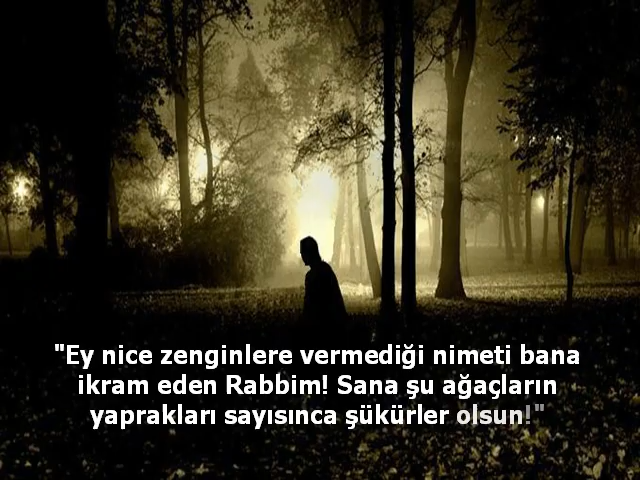 "Ey nice zenginlere vermediği nimeti bana
ikram eden Rabbim! Sana şu ağaçların
yaprakları sayısınca şükürler olsun!"